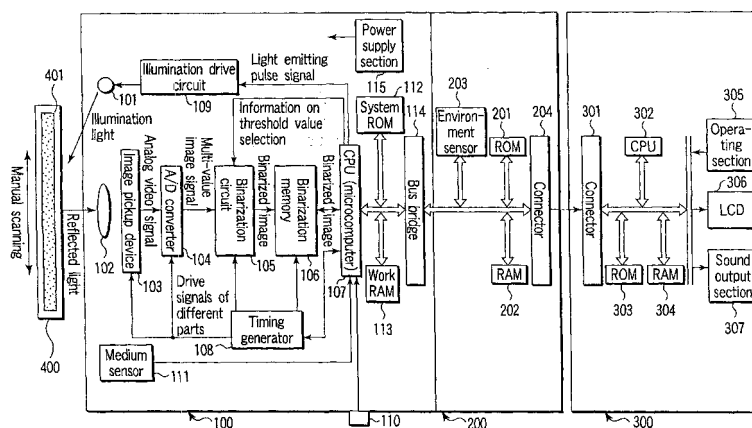 401
400
Manual scanning
101
Illumination
light
Reflected light
102
Illumination drive
circuit
109
Light emitting
pulse signal
Power
supply
section
115
Information on
threshold value
selection
Image pickup device
103
Analog video signal
A/D converter
104
Multi-value
image signal
Binarization
circuit
105
Binarized image
Binarization
memory
106
Binarized image
CPU (microcomputer)
107
Drive
signals of
different
parts
Timing
generator
108
Medium
sensor
111
110
System
ROM
112
Work
RAM
113
Bus bridge
114
100
203
Environ-
ment
sensor
201
ROM
RAM
202
204
Connector
200
301
Connector
302
CPU
ROM
303
RAM
304
305
Opera-
ting
section
306
LCD
Sound
output
section
307
300